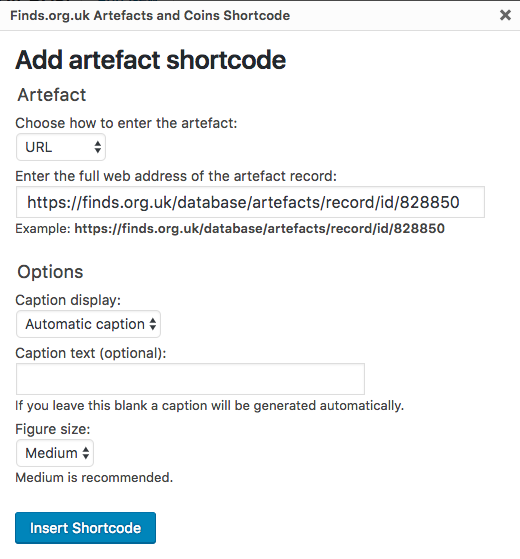 Finds.org.uk Artefacts and Coins Shortcode
Add artefact shortcode
Artefact
Choose how to enter the artefact:
URL
Enter the full web address of the artefact record:
https://finds.org.uk/database/artefacts/record/id/828850
Example: https://finds.org.uk/database/artefacts/record/id/828850
Options
Caption display:
Automatic caption
Caption text (optional):
If you leave this blank a caption will be generated automatically.
Figure size:
Medium
Medium is recommended.
Insert Shortcode